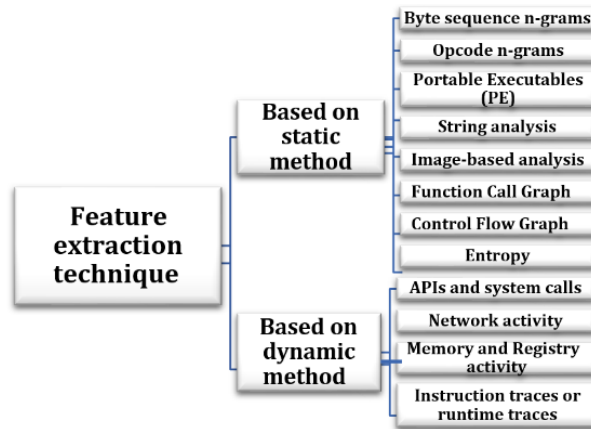 Feature
extraction
technique
Based on
static
method
Byte sequence n-grams
Opcode n-grams
Portable Executables
(PE)
String analysis
Image-based analysis
Function Call Graph
Control Flow Graph
Entropy
Based on
dynamic
method
APIs and system calls
Network activity
Memory and Registry
activity
Instruction traces or
runtime traces